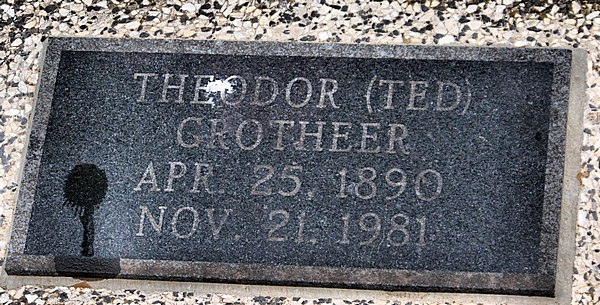 THEODOR (TED)
GROTHEER
APR. 25, 1890
NOV. 21, 1981